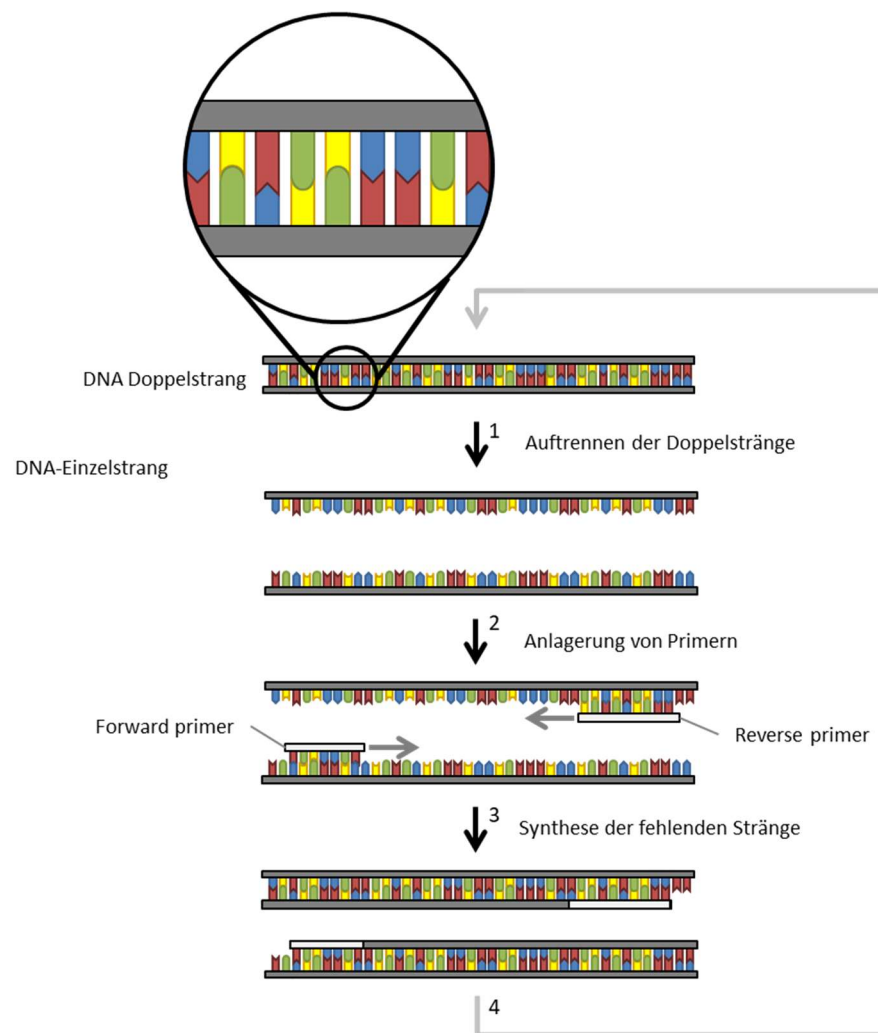 DNA Doppelstrang
1
Auftrennen der Doppelstränge
DNA-Einzelstrang
2
Anlagerung von Primern
Forward primer
Reverse primer
3
Synthese der fehlenden Stränge
4